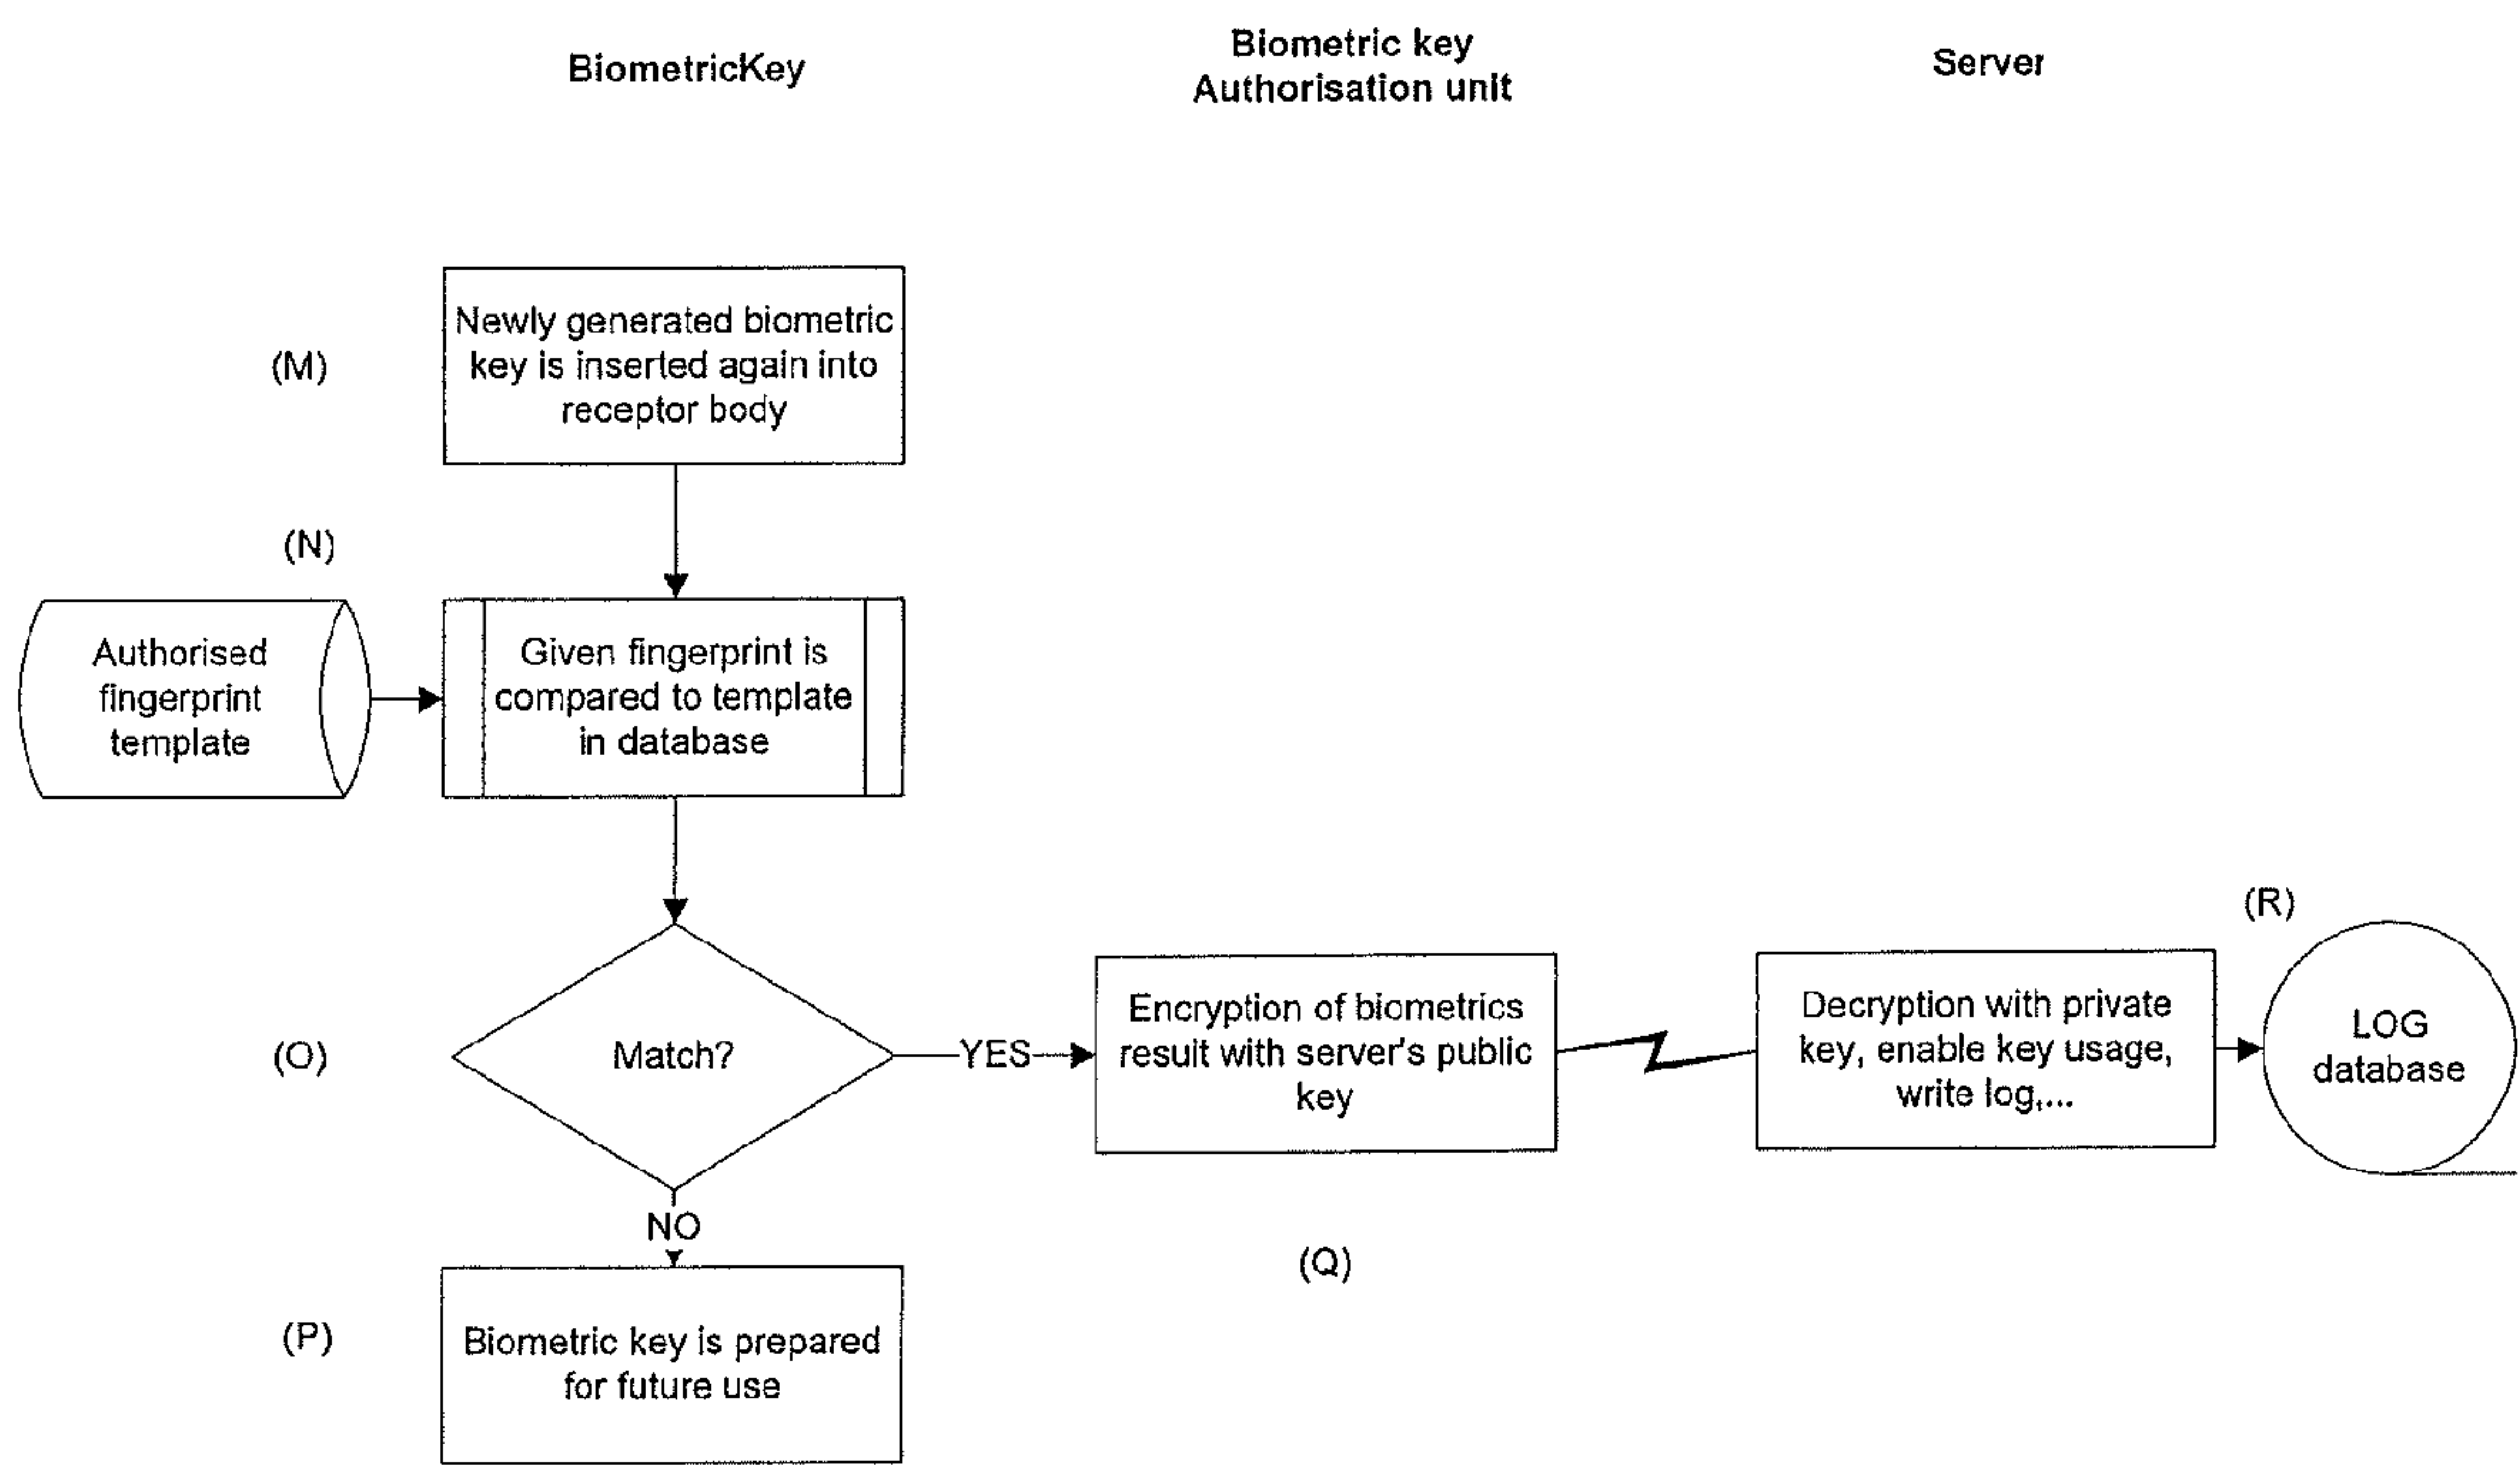 BiometricKey
Biometric key
Authorisation unit
Server
(M)
Newly generated biometric
key is inserted again into
receptor body
(N)
Authorised
fingerprint
template
Given fingerprint is
compared to template
in database
(O)
Match?
YES
Encryption of biometrics
result with server's public
key
Decryption with private
key, enable key usage,
write log,...
(R)
LOG
database
NO
(Q)
(P)
Biometric key is prepared
for future use